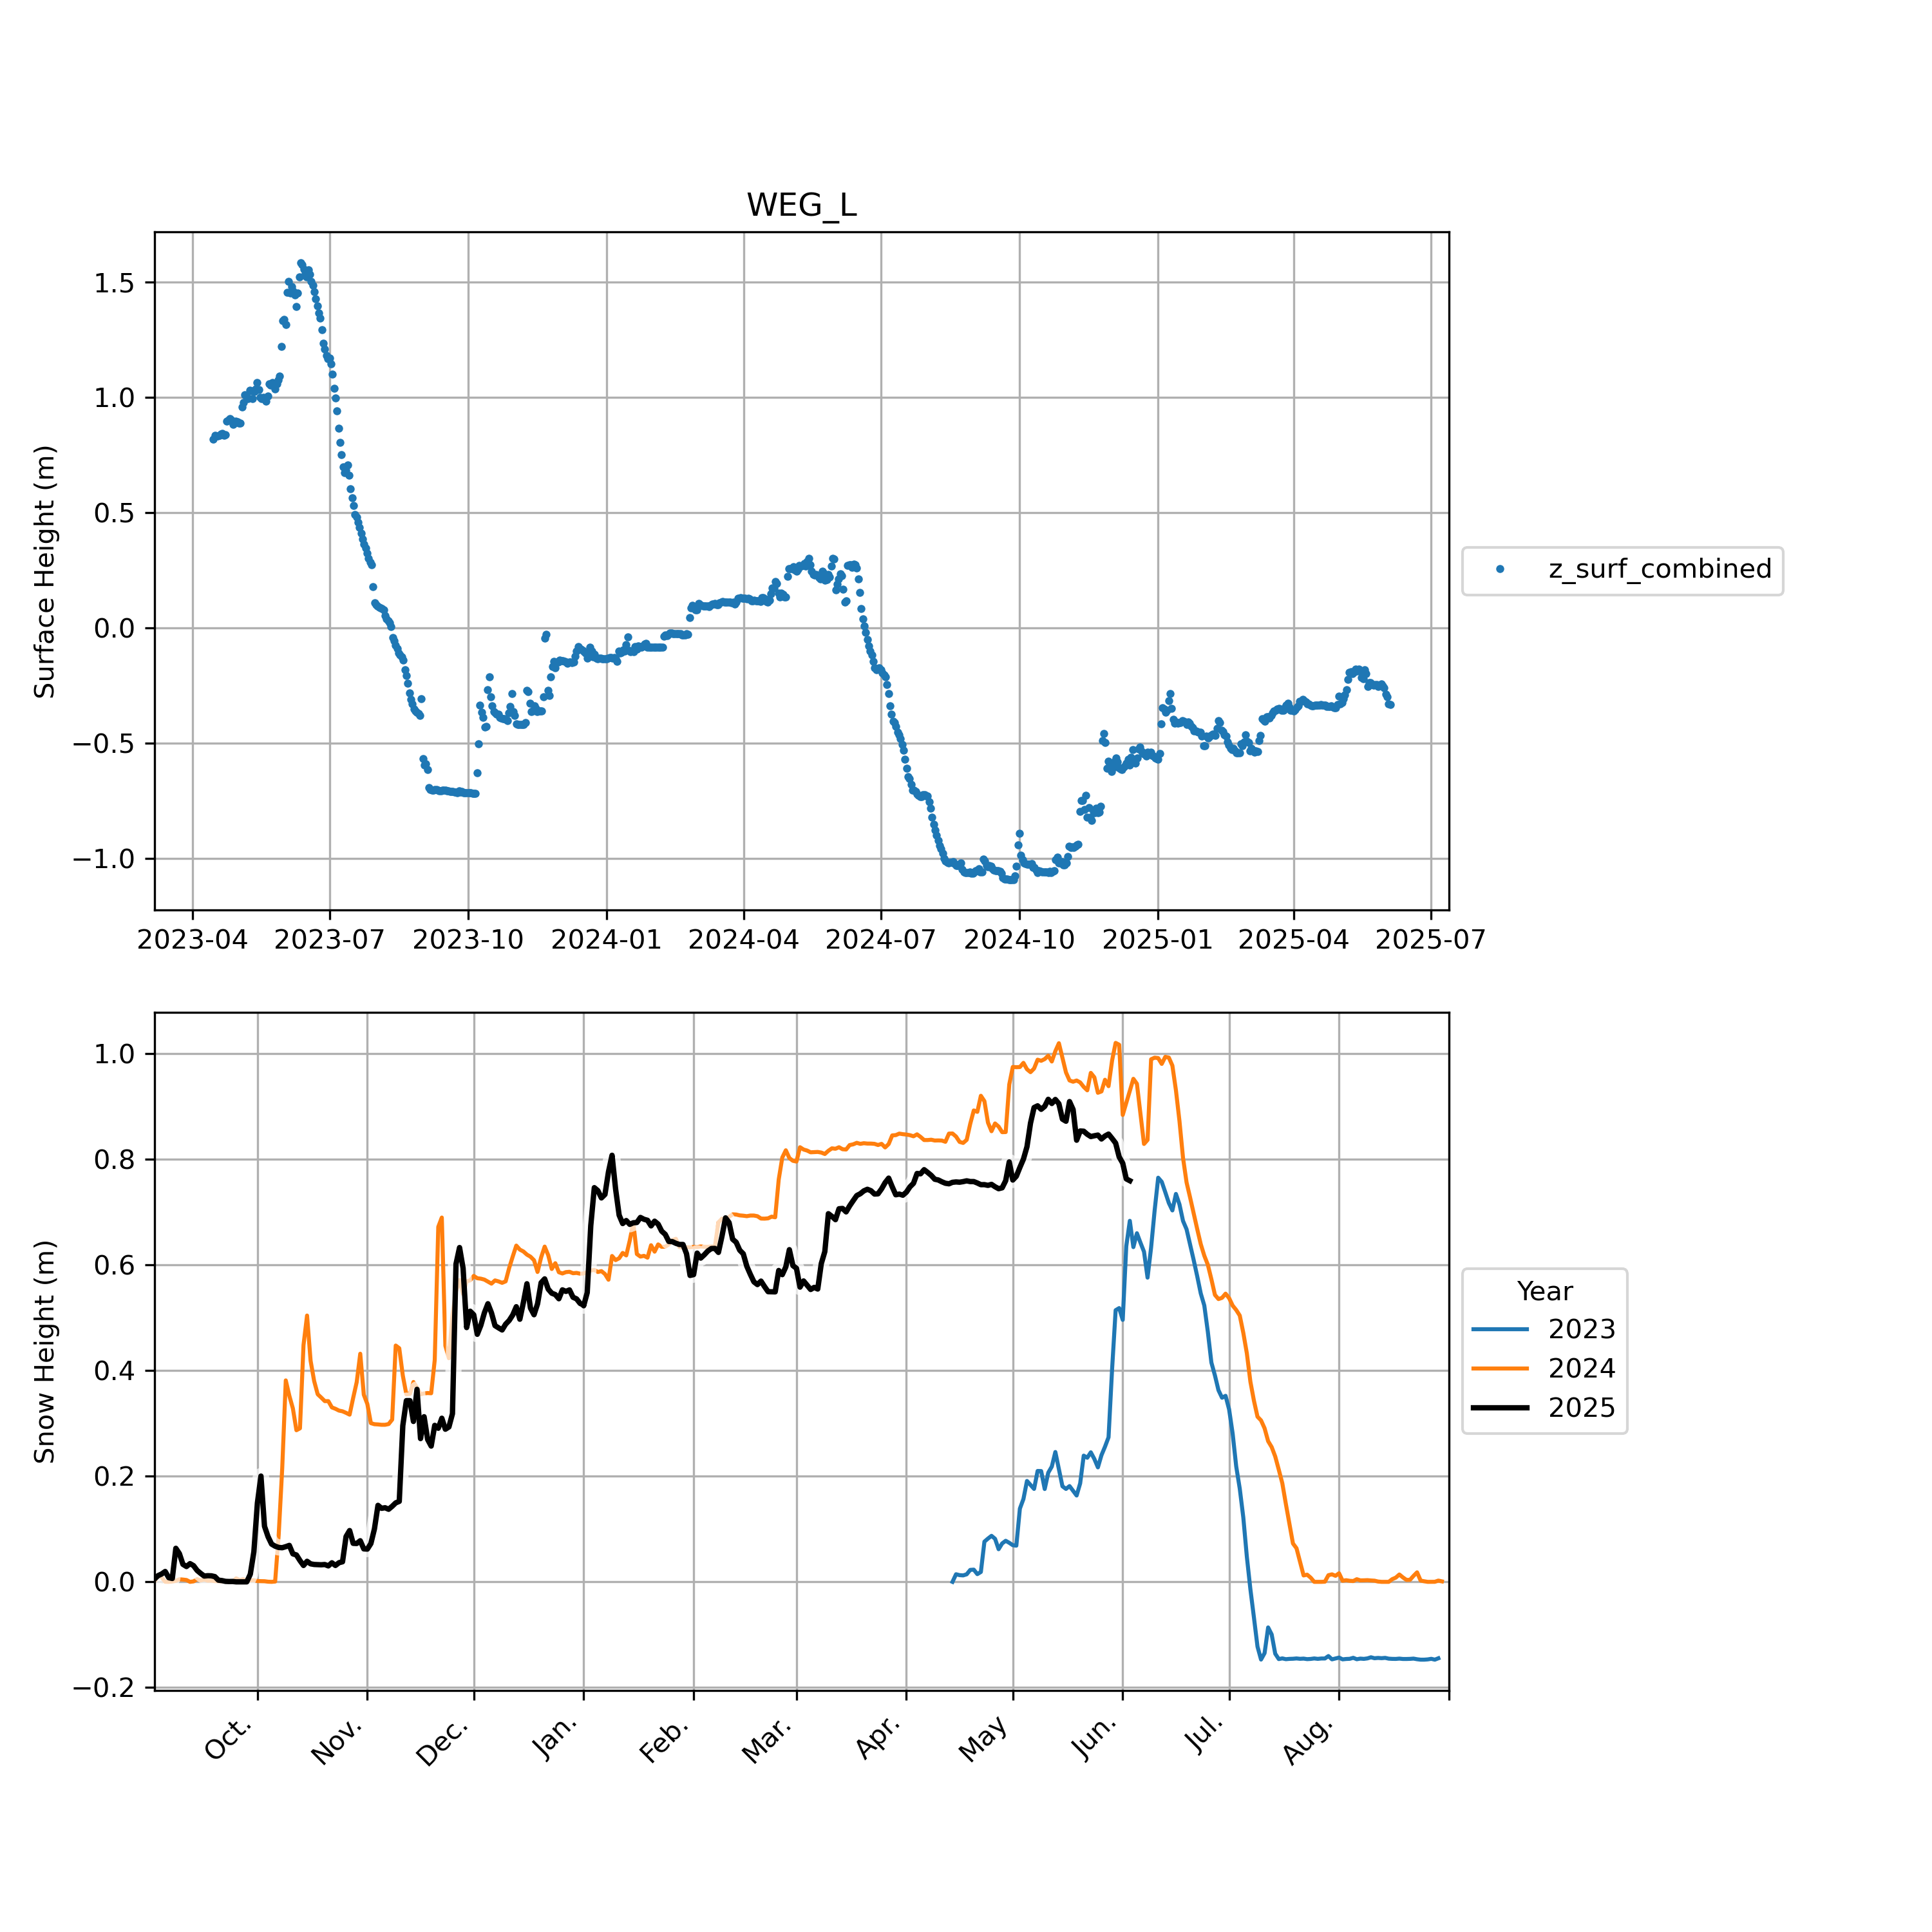 WEG_L
Surface Height (m)
1.5
1.0
0.5
0.0
−0.5
−1.0
2023-04 2023-07 2023-10 2024-01 2024-04 2024-07 2024-10 2025-01 2025-04 2025-07
z_surf_combined
Snow Height (m)
1.0
0.8
0.6
0.4
0.2
0.0
−0.2
Oct. Nov. Dec. Jan. Feb. Mar. Apr. May Jun. Jul. Aug.
Year
2023
2024
2025